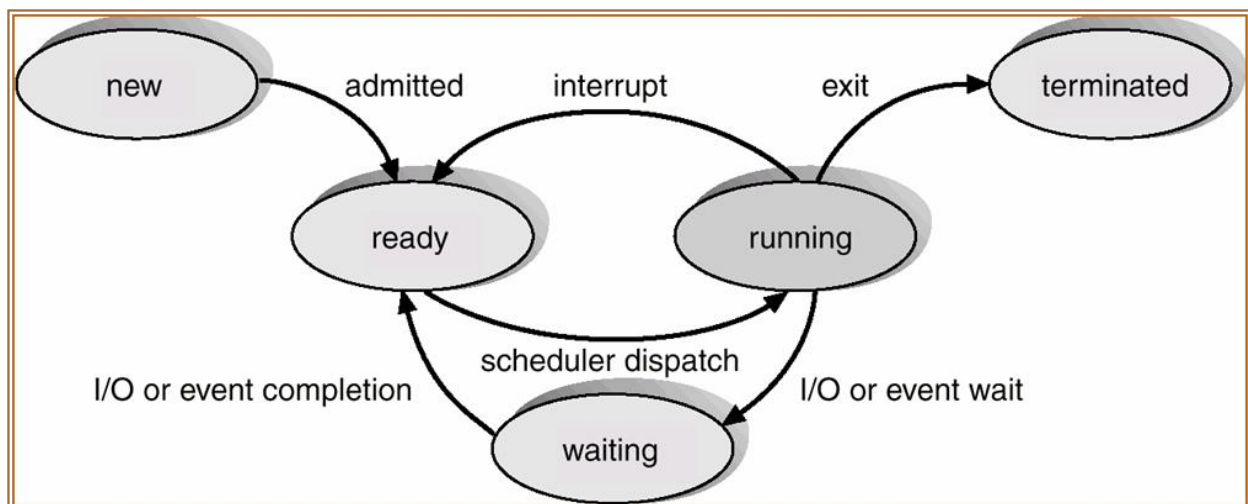 new
admitted
interrupt
exit
terminated
ready
running
scheduler dispatch
I/O or event completion
I/O or event wait
waiting